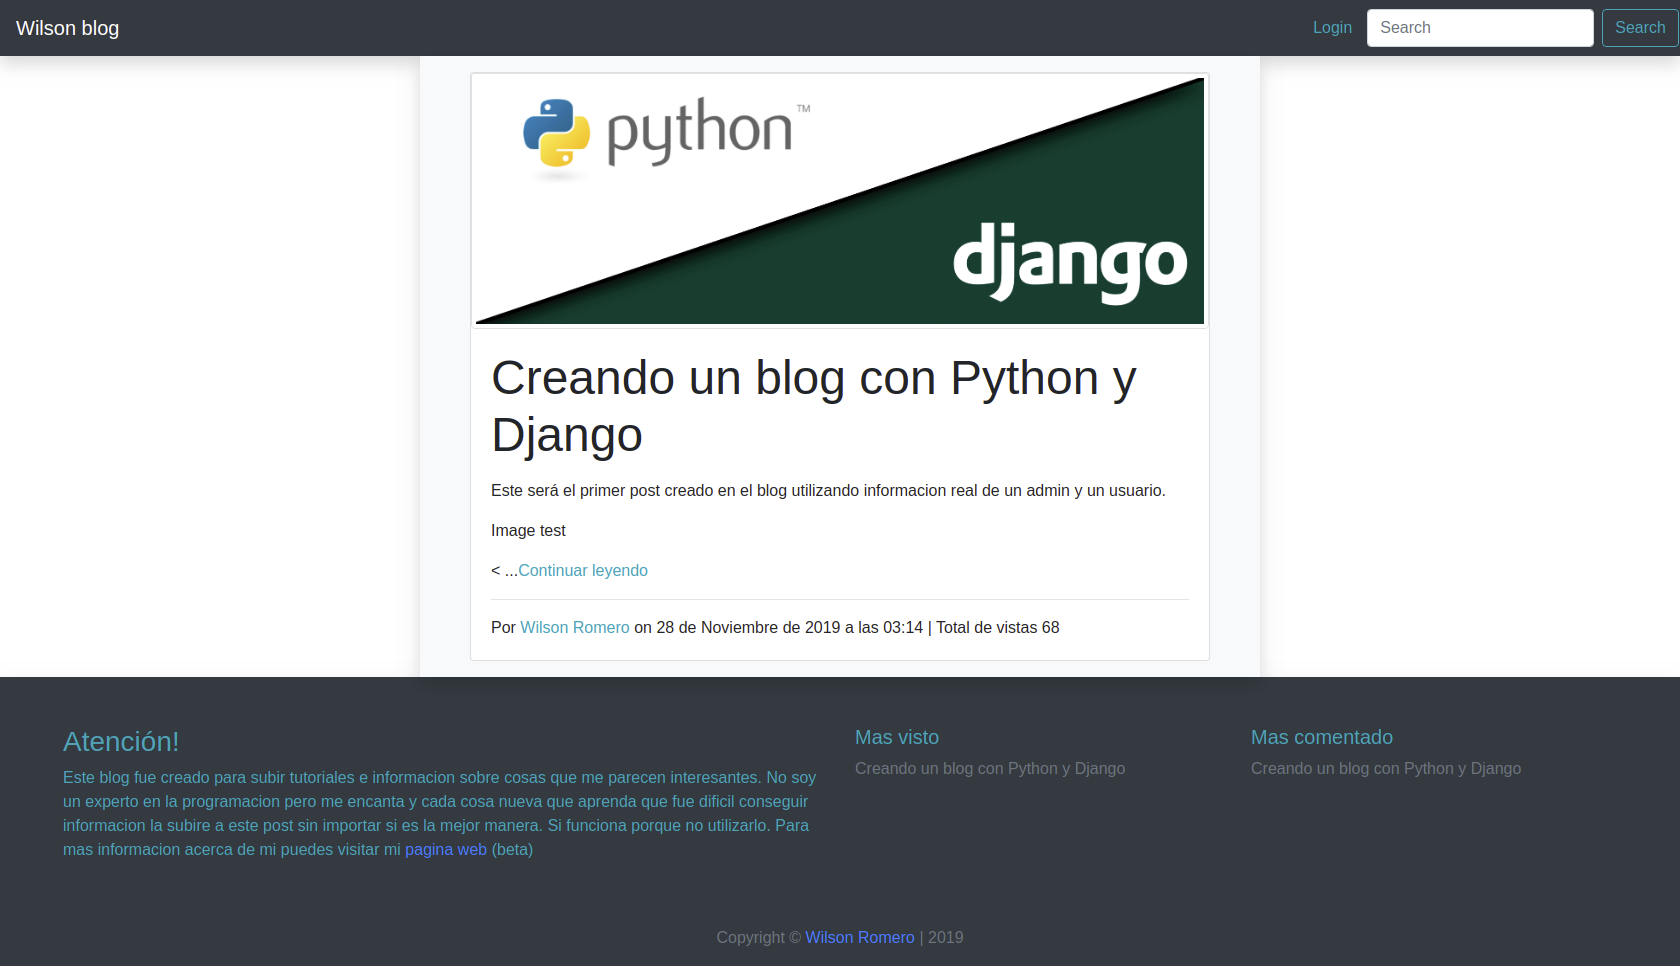 Wilson blog
Login
Search
Search
python™
django
Creando un blog con Python y
Django
Este será el primer post creado en el blog utilizando informacion real de un admin y un usuario.
Image test
< ...Continuar leyendo
Por Wilson Romero on 28 de Noviembre de 2019 a las 03:14 | Total de vistas 68
Atención!
Este blog fue creado para subir tutoriales e informacion sobre cosas que me parecen interesantes. No soy
un experto en la programacion pero me encanta y cada cosa nueva que aprenda que fue dificil conseguir
informacion la subire a este post sin importar si es la mejor manera. Si funciona porque no utilizarlo. Para
mas informacion acerca de mi puedes visitar mi pagina web (beta)
Mas visto
Creando un blog con Python y Django
Mas comentado
Creando un blog con Python y Django
Copyright © Wilson Romero | 2019